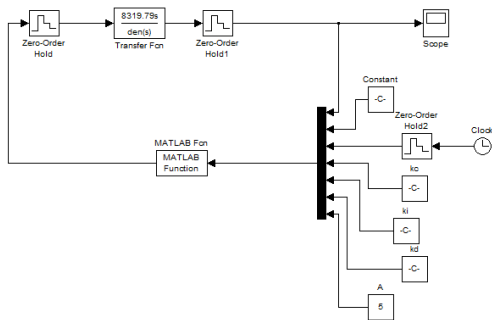 8319.79s
den(s)
Zero-Order
Hold
Transfer Fcn
Zero-Order
Hold1
Scope
Constant
-C-
Zero-Order
Hold2
Clock
MATLAB Fcn
MATLAB
Function
kc
-C-
ki
-C-
kd
-C-
A
5